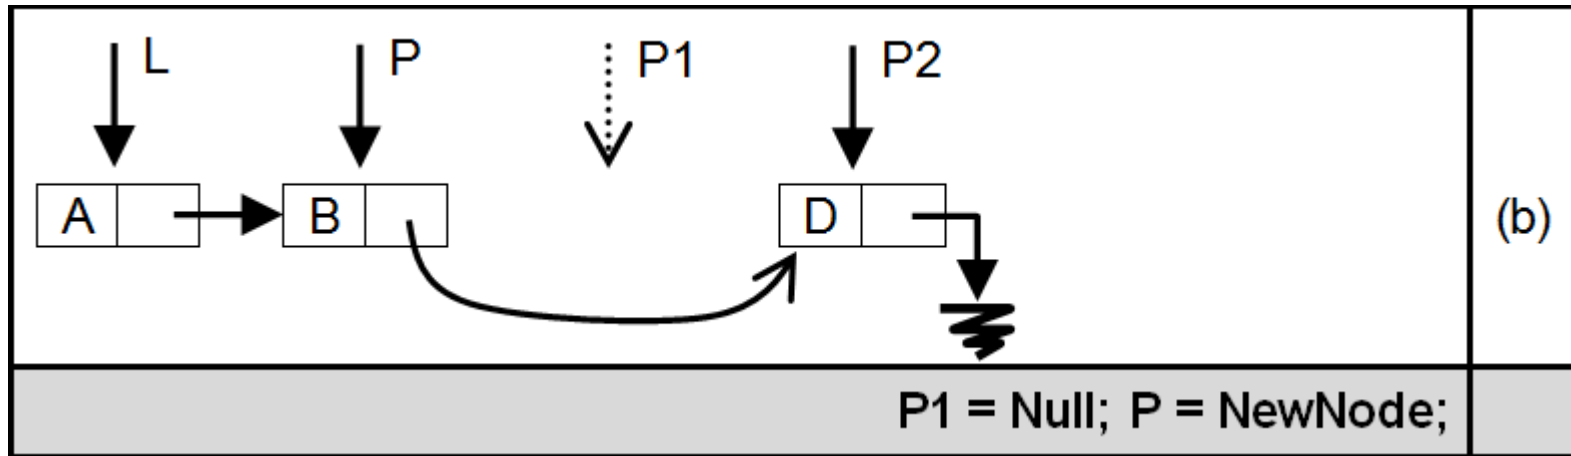 L P P1 P2
A B D (b)
P1 = Null; P = NewNode;